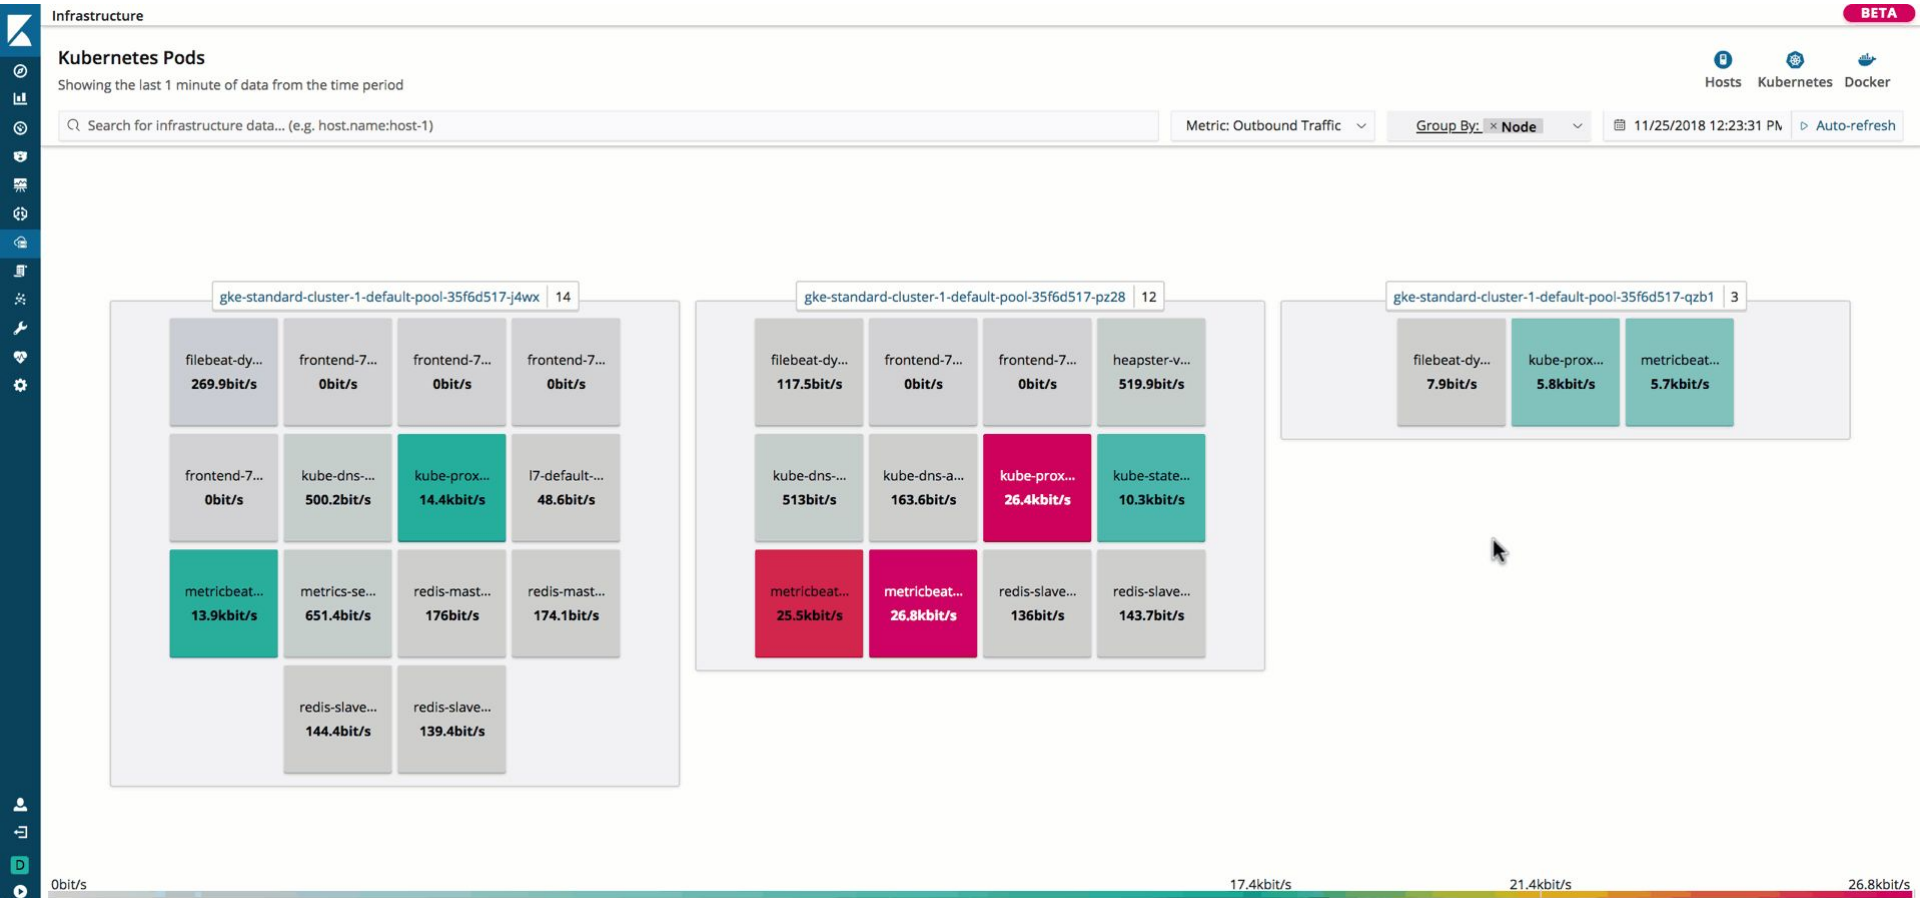 Infrastructure
BETA
Kubernetes Pods
Showing the last 1 minute of data from the time period
Hosts
Kubernetes
Docker
Search for infrastructure data... (e.g. host.name:host-1)
Metric: Outbound Traffic
Group By: × Node
11/25/2018 12:23:31 PM
Auto-refresh
gke-standard-cluster-1-default-pool-35f6d517-j4wx 14
filebeat-dy...
269.9bit/s
frontend-7...
0bit/s
frontend-7...
0bit/s
frontend-7...
0bit/s
frontend-7...
0bit/s
kube-dns-...
500.2bit/s
kube-prox...
14.4kbit/s
l7-default-...
48.6bit/s
metricbeat...
13.9kbit/s
metrics-se...
651.4bit/s
redis-mast...
176bit/s
redis-mast...
174.1bit/s
redis-slave...
144.4bit/s
redis-slave...
139.4bit/s
gke-standard-cluster-1-default-pool-35f6d517-pz28 12
filebeat-dy...
117.5bit/s
frontend-7...
0bit/s
frontend-7...
0bit/s
heapster-v...
519.9bit/s
kube-dns-...
513bit/s
kube-dns-a...
163.6bit/s
kube-prox...
26.4kbit/s
kube-state...
10.3kbit/s
metricbeat...
25.5kbit/s
metricbeat...
26.8kbit/s
redis-slave...
136bit/s
redis-slave...
143.7bit/s
gke-standard-cluster-1-default-pool-35f6d517-qzb1 3
filebeat-dy...
7.9bit/s
kube-prox...
5.8kbit/s
metricbeat...
5.7kbit/s
D
0bit/s
17.4kbit/s
21.4kbit/s
26.8kbit/s